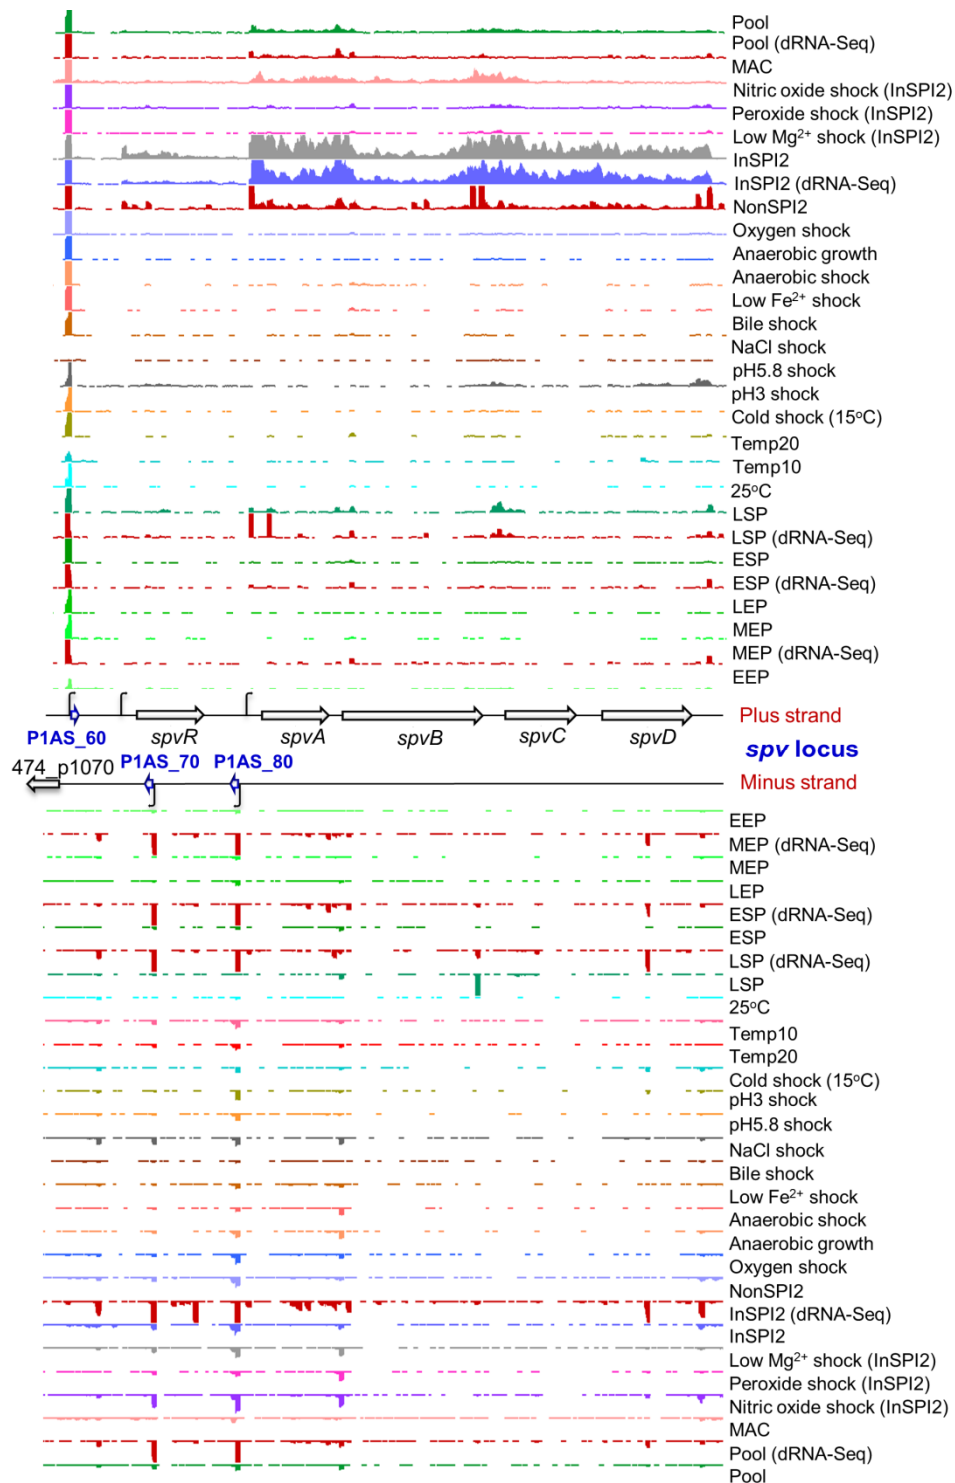 Pool
Pool (dRNA-Seq)
MAC
Nitric oxide shock (InSPI2)
Peroxide shock (InSPI2)
Low Mg²⁺ shock (InSPI2)
InSPI2
InSPI2 (dRNA-Seq)
NonSPI2
Oxygen shock
Anaerobic growth
Anaerobic shock
Low Fe²⁺ shock
Bile shock
NaCl shock
pH5.8 shock
pH3 shock
Cold shock (15°C)
Temp20
Temp10
25°C
LSP
LSP (dRNA-Seq)
ESP
ESP (dRNA-Seq)
LEP
MEP
MEP (dRNA-Seq)
EEP
Plus strand
P1AS_60 spvR spvA spvB spvC spvD
spv locus
474_p1070 P1AS_70 P1AS_80
Minus strand
EEP
MEP (dRNA-Seq)
MEP
LEP
ESP (dRNA-Seq)
ESP
LSP (dRNA-Seq)
LSP
25°C
Temp10
Temp20
Cold shock (15°C)
pH3 shock
pH5.8 shock
NaCl shock
Bile shock
Low Fe²⁺ shock
Anaerobic shock
Anaerobic growth
Oxygen shock
NonSPI2
InSPI2 (dRNA-Seq)
InSPI2
Low Mg²⁺ shock (InSPI2)
Peroxide shock (InSPI2)
Nitric oxide shock (InSPI2)
MAC
Pool (dRNA-Seq)
Pool